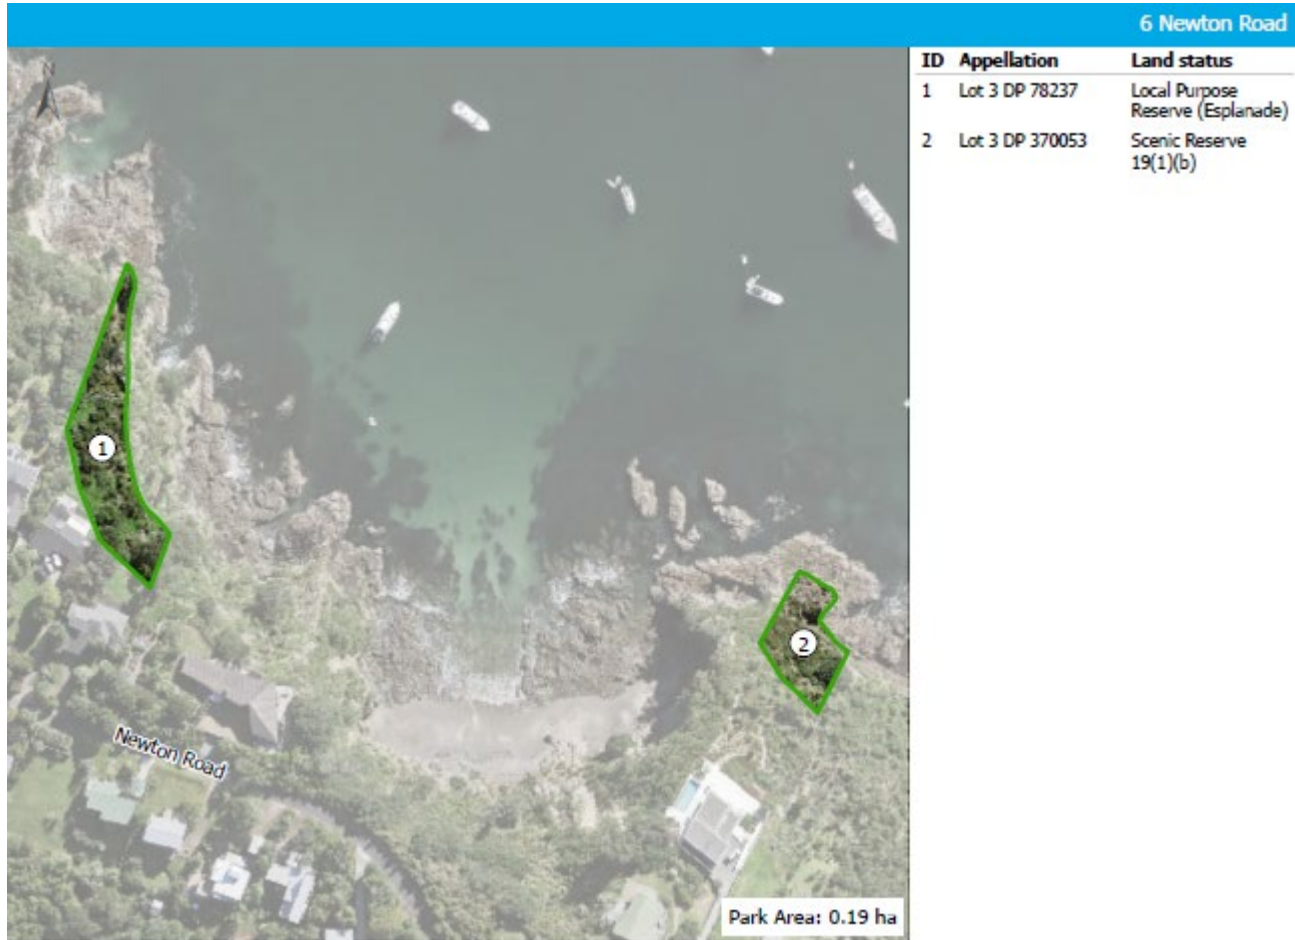 6 Newton Road
ID Appellation Land status
1 Lot 3 DP 78237 Local Purpose
Reserve (Esplanade)
2 Lot 3 DP 370053 Scenic Reserve
19(1)(b)
1
2
Newton Road
Park Area: 0.19 ha